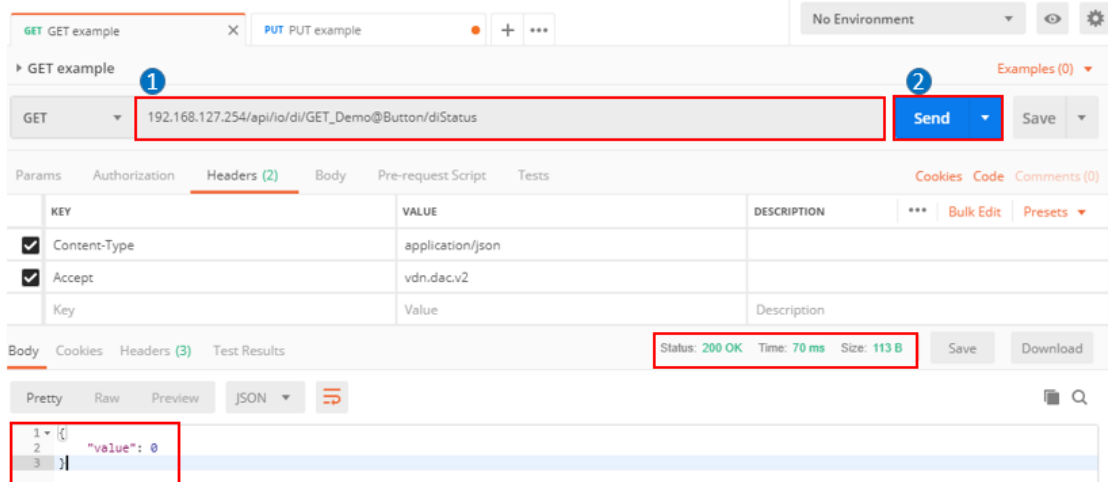 GET GET example PUT PUT example No Environment
GET example Examples (0)
1 2
GET 192.168.127.254/api/io/di/GET_Demo@Button/diStatus Send Save
Params Authorization Headers (2) Body Pre-request Script Tests Cookies Code Comments (0)
KEY VALUE DESCRIPTION ••• Bulk Edit Presets
Content-Type application/json
Accept vdn.dac.v2
Key Value Description
Body Cookies Headers (3) Test Results Status: 200 OK Time: 70 ms Size: 113 B Save Download
Pretty Raw Preview JSON
1 {
2 "value": 0
3 }